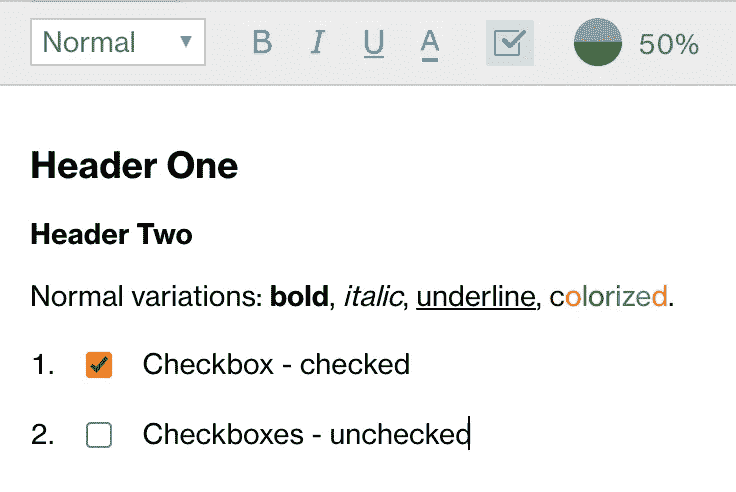 Normal B I U A 50%
Header One
Header Two
Normal variations: bold, italic, underline, colorized.
1. Checkbox - checked
2. Checkboxes - unchecked